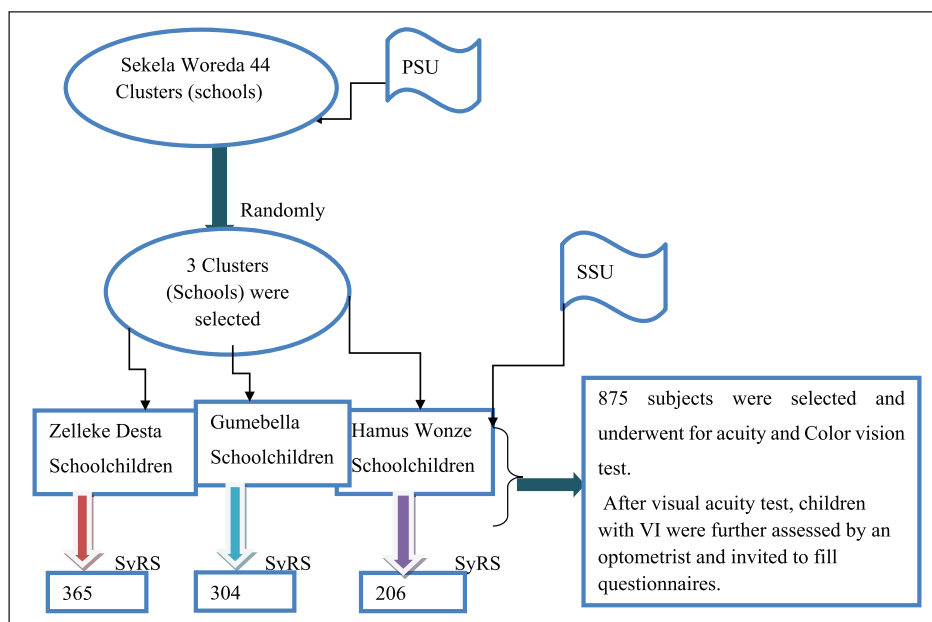 Sekela Woreda 44
Clusters (schools)
PSU
Randomly
3 Clusters
(Schools) were
selected
SSU
Zelleke Desta
Schoolchildren
Gumebella
Schoolchildren
Hamus Wonze
Schoolchildren
875 subjects were selected and
underwent for acuity and Color vision
test.
After visual acuity test, children
with VI were further assessed by an
optometrist and invited to fill
questionnaires.
SyRS
SyRS
365
304
206